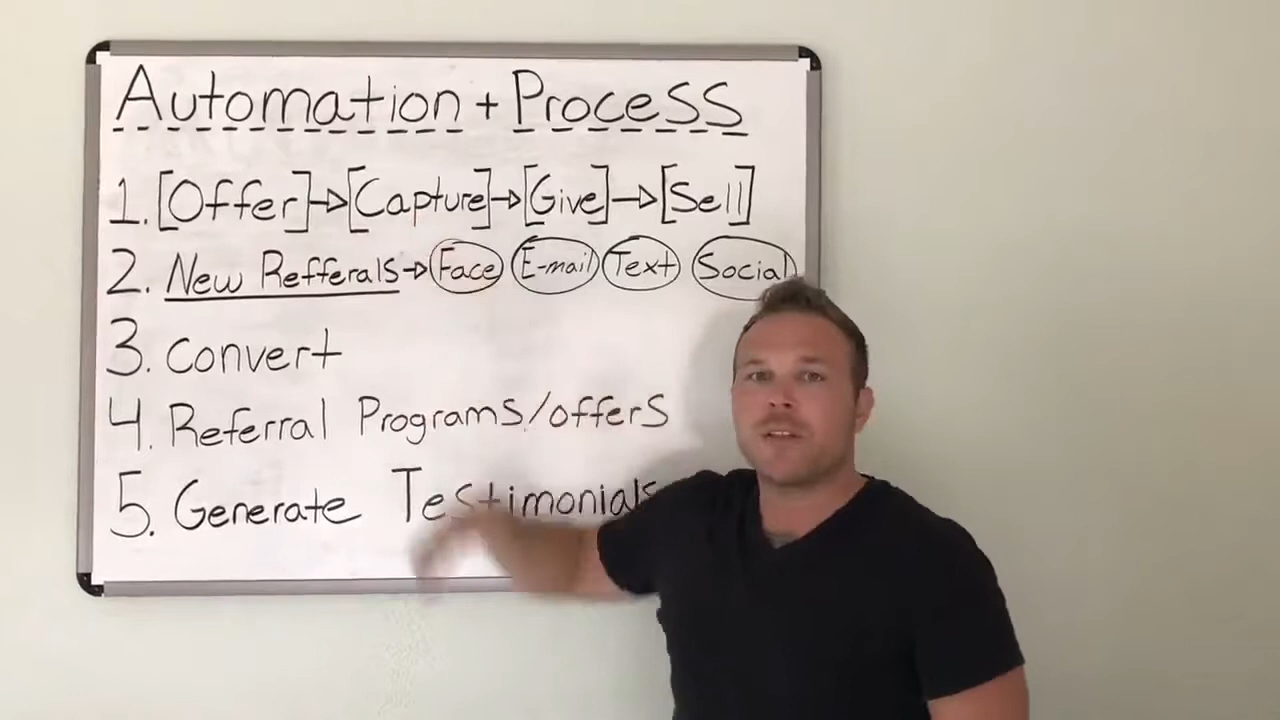 Automation + Process
1. [Offer]→[Capture]→[Give]→[Sell]
2. New Refferals→ Face E-mail Text Social
3. Convert
4. Referral Programs/offers
5. Generate Testimonials